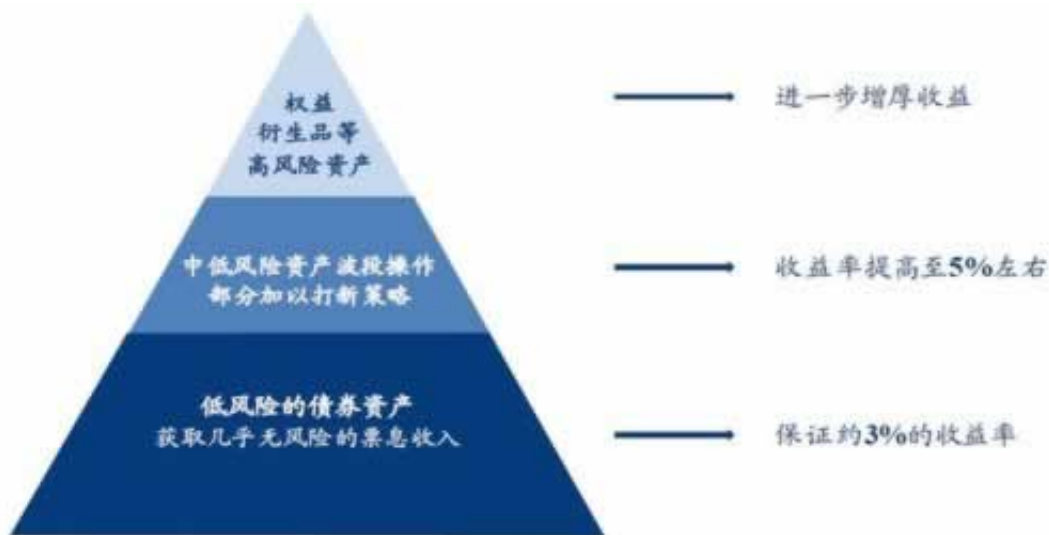 权益
衍生品等
高风险资产
进一步增厚收益
中低风险资产波段操作
部分加以打新策略
收益率提高至5%左右
低风险的债券资产
获取几乎无风险的票息收入
保证约3%的收益率